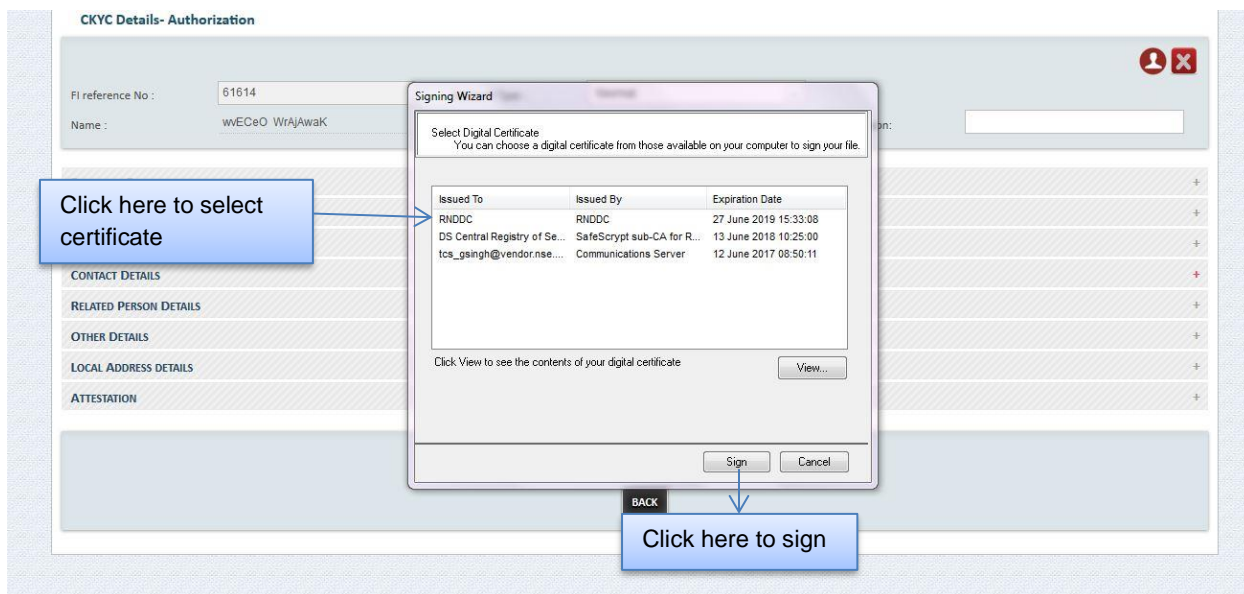 CKYC Details- Authorization
FI reference No : 61614
Name : wvECeO WrAjAwaK
on:
Signing Wizard
Select Digital Certificate
You can choose a digital certificate from those available on your computer to sign your file.
Issued To Issued By Expiration Date
RNDDC RNDDC 27 June 2019 15:33:08
DS Central Registry of Se... SafeScrypt sub-CA for R... 13 June 2018 10:25:00
tcs_gsingh@vendor.nse.... Communications Server 12 June 2017 08:50:11
Click View to see the contents of your digital certificate
View...
Sign Cancel
Click here to select
certificate
CONTACT DETAILS
RELATED PERSON DETAILS
OTHER DETAILS
LOCAL ADDRESS DETAILS
ATTESTATION
BACK
Click here to sign